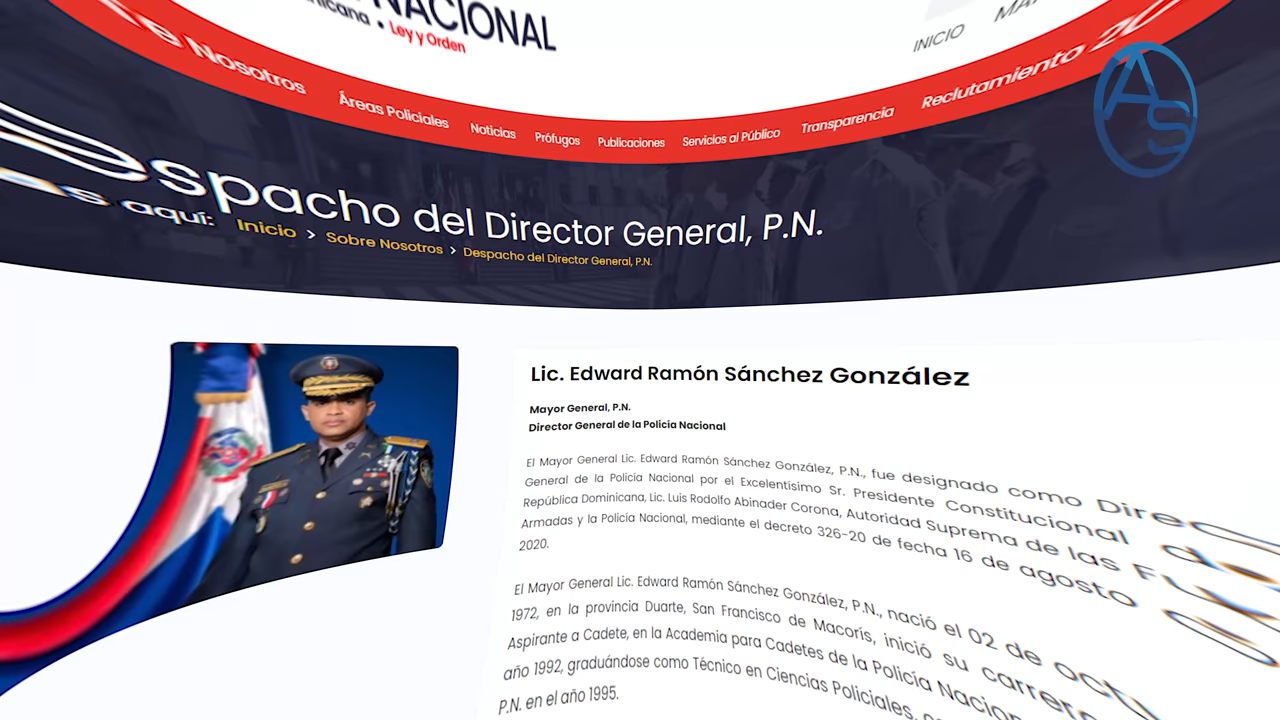 NACIONAL
Ley y Orden
INICIO
Nosotros
Áreas Policiales
Noticias
Prófugos
Publicaciones
Servicios al Público
Transparencia
Reclutamiento
Despacho del Director General, P.N.
aquí: Inicio > Sobre Nosotros > Despacho del Director General, P.N.
AS
Lic. Edward Ramón Sánchez González
Mayor General, P.N.
Director General de la Policía Nacional
El Mayor General Lic. Edward Ramón Sánchez González, P.N., fue designado como
General de la Policía Nacional por el Excelentísimo Sr. Presidente Constitucional de
República Dominicana, Lic. Luis Rodolfo Abinader Corona, Autoridad Suprema de las
Armadas y la Policía Nacional, mediante el decreto 326-20 de fecha 16 de agosto
2020.
El Mayor General Lic. Edward Ramón Sánchez González, P.N., nació el 02 de
1972, en la provincia Duarte, San Francisco de Macorís, inició su
Aspirante a Cadete, en la Academia para Cadetes de la Policía
año 1992, graduándose como Técnico en Ciencias Policiales,
P.N. en el año 1995.